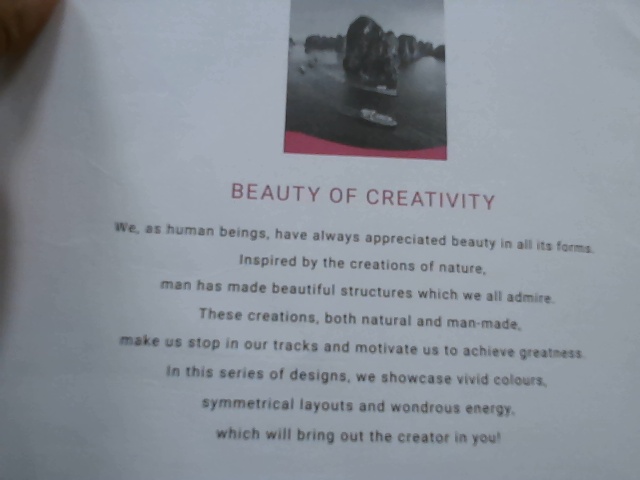 BEAUTY OF CREATIVITY
We, as human beings, have always appreciated beauty in all its forms.
Inspired by the creations of nature,
man has made beautiful structures which we all admire.
These creations, both natural and man-made,
make us stop in our tracks and motivate us to achieve greatness.
In this series of designs, we showcase vivid colours,
symmetrical layouts and wondrous energy,
which will bring out the creator in you!